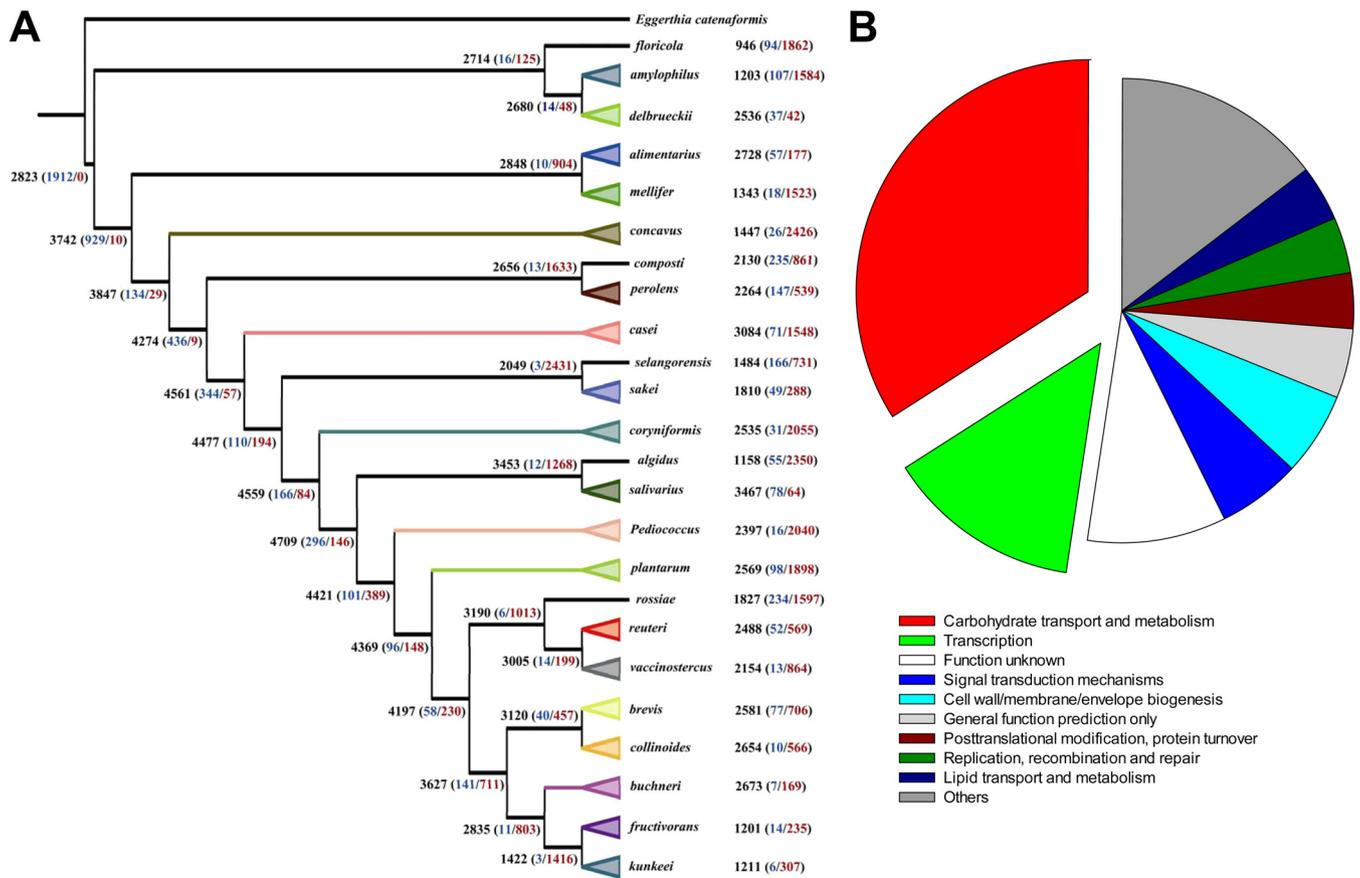 A
B
Eggerthia catenaformis
floricola 946 (94/1862)
2714 (16/125)
amylophilus 1203 (107/1584)
2680 (14/48)
delbrueckii 2536 (37/42)
alimentarius 2728 (57/177)
2848 (10/904)
2823 (1912/0)
mellifer 1343 (18/1523)
concavus 1447 (26/2426)
3742 (929/10)
composti 2130 (235/861)
2656 (13/1633)
perolens 2264 (147/539)
3847 (134/29)
casei 3084 (71/1548)
4274 (436/9)
selangorensis 1484 (166/731)
2049 (3/2431)
sakei 1810 (49/288)
4561 (344/57)
coryniformis 2535 (31/2055)
4477 (110/194)
algidus 1158 (55/2350)
3453 (12/1268)
salivarius 3467 (78/64)
4559 (166/84)
Pediococcus 2397 (16/2040)
4709 (296/146)
plantarum 2569 (98/1898)
4421 (101/389)
rossiae 1827 (234/1597)
3190 (6/1013)
reuteri 2488 (52/569)
4369 (96/148)
3005 (14/199)
vaccinostercus 2154 (13/864)
4197 (58/230)
brevis 2581 (77/706)
3120 (40/457)
collinoides 2654 (10/566)
3627 (141/711)
buchneri 2673 (7/169)
2835 (11/803)
fructivorans 1201 (14/235)
1422 (3/1416)
kunkeei 1211 (6/307)
Carbohydrate transport and metabolism
Transcription
Function unknown
Signal transduction mechanisms
Cell wall/membrane/envelope biogenesis
General function prediction only
Posttranslational modification, protein turnover
Replication, recombination and repair
Lipid transport and metabolism
Others